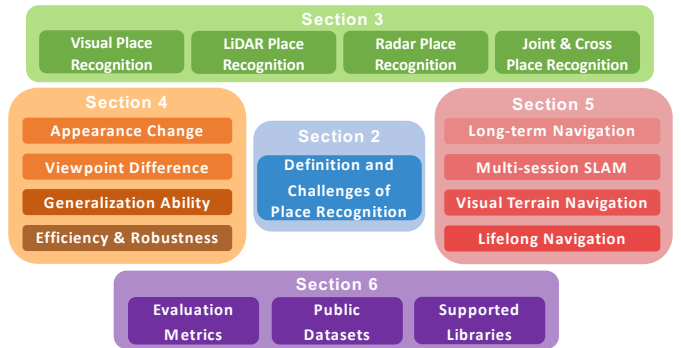 Section 3
Visual Place
Recognition
LiDAR Place
Recognition
Radar Place
Recognition
Joint & Cross
Place Recognition
Section 4
Appearance Change
Viewpoint Difference
Generalization Ability
Efficiency & Robustness
Section 2
Definition and
Challenges of
Place Recognition
Section 5
Long-term Navigation
Multi-session SLAM
Visual Terrain Navigation
Lifelong Navigation
Section 6
Evaluation
Metrics
Public
Datasets
Supported
Libraries